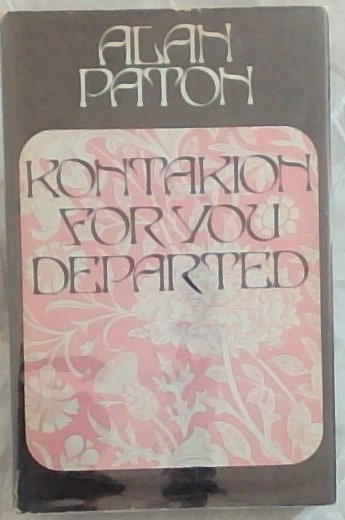 ALAN
PATON
KONTAKION
FOR YOU
DEPARTED